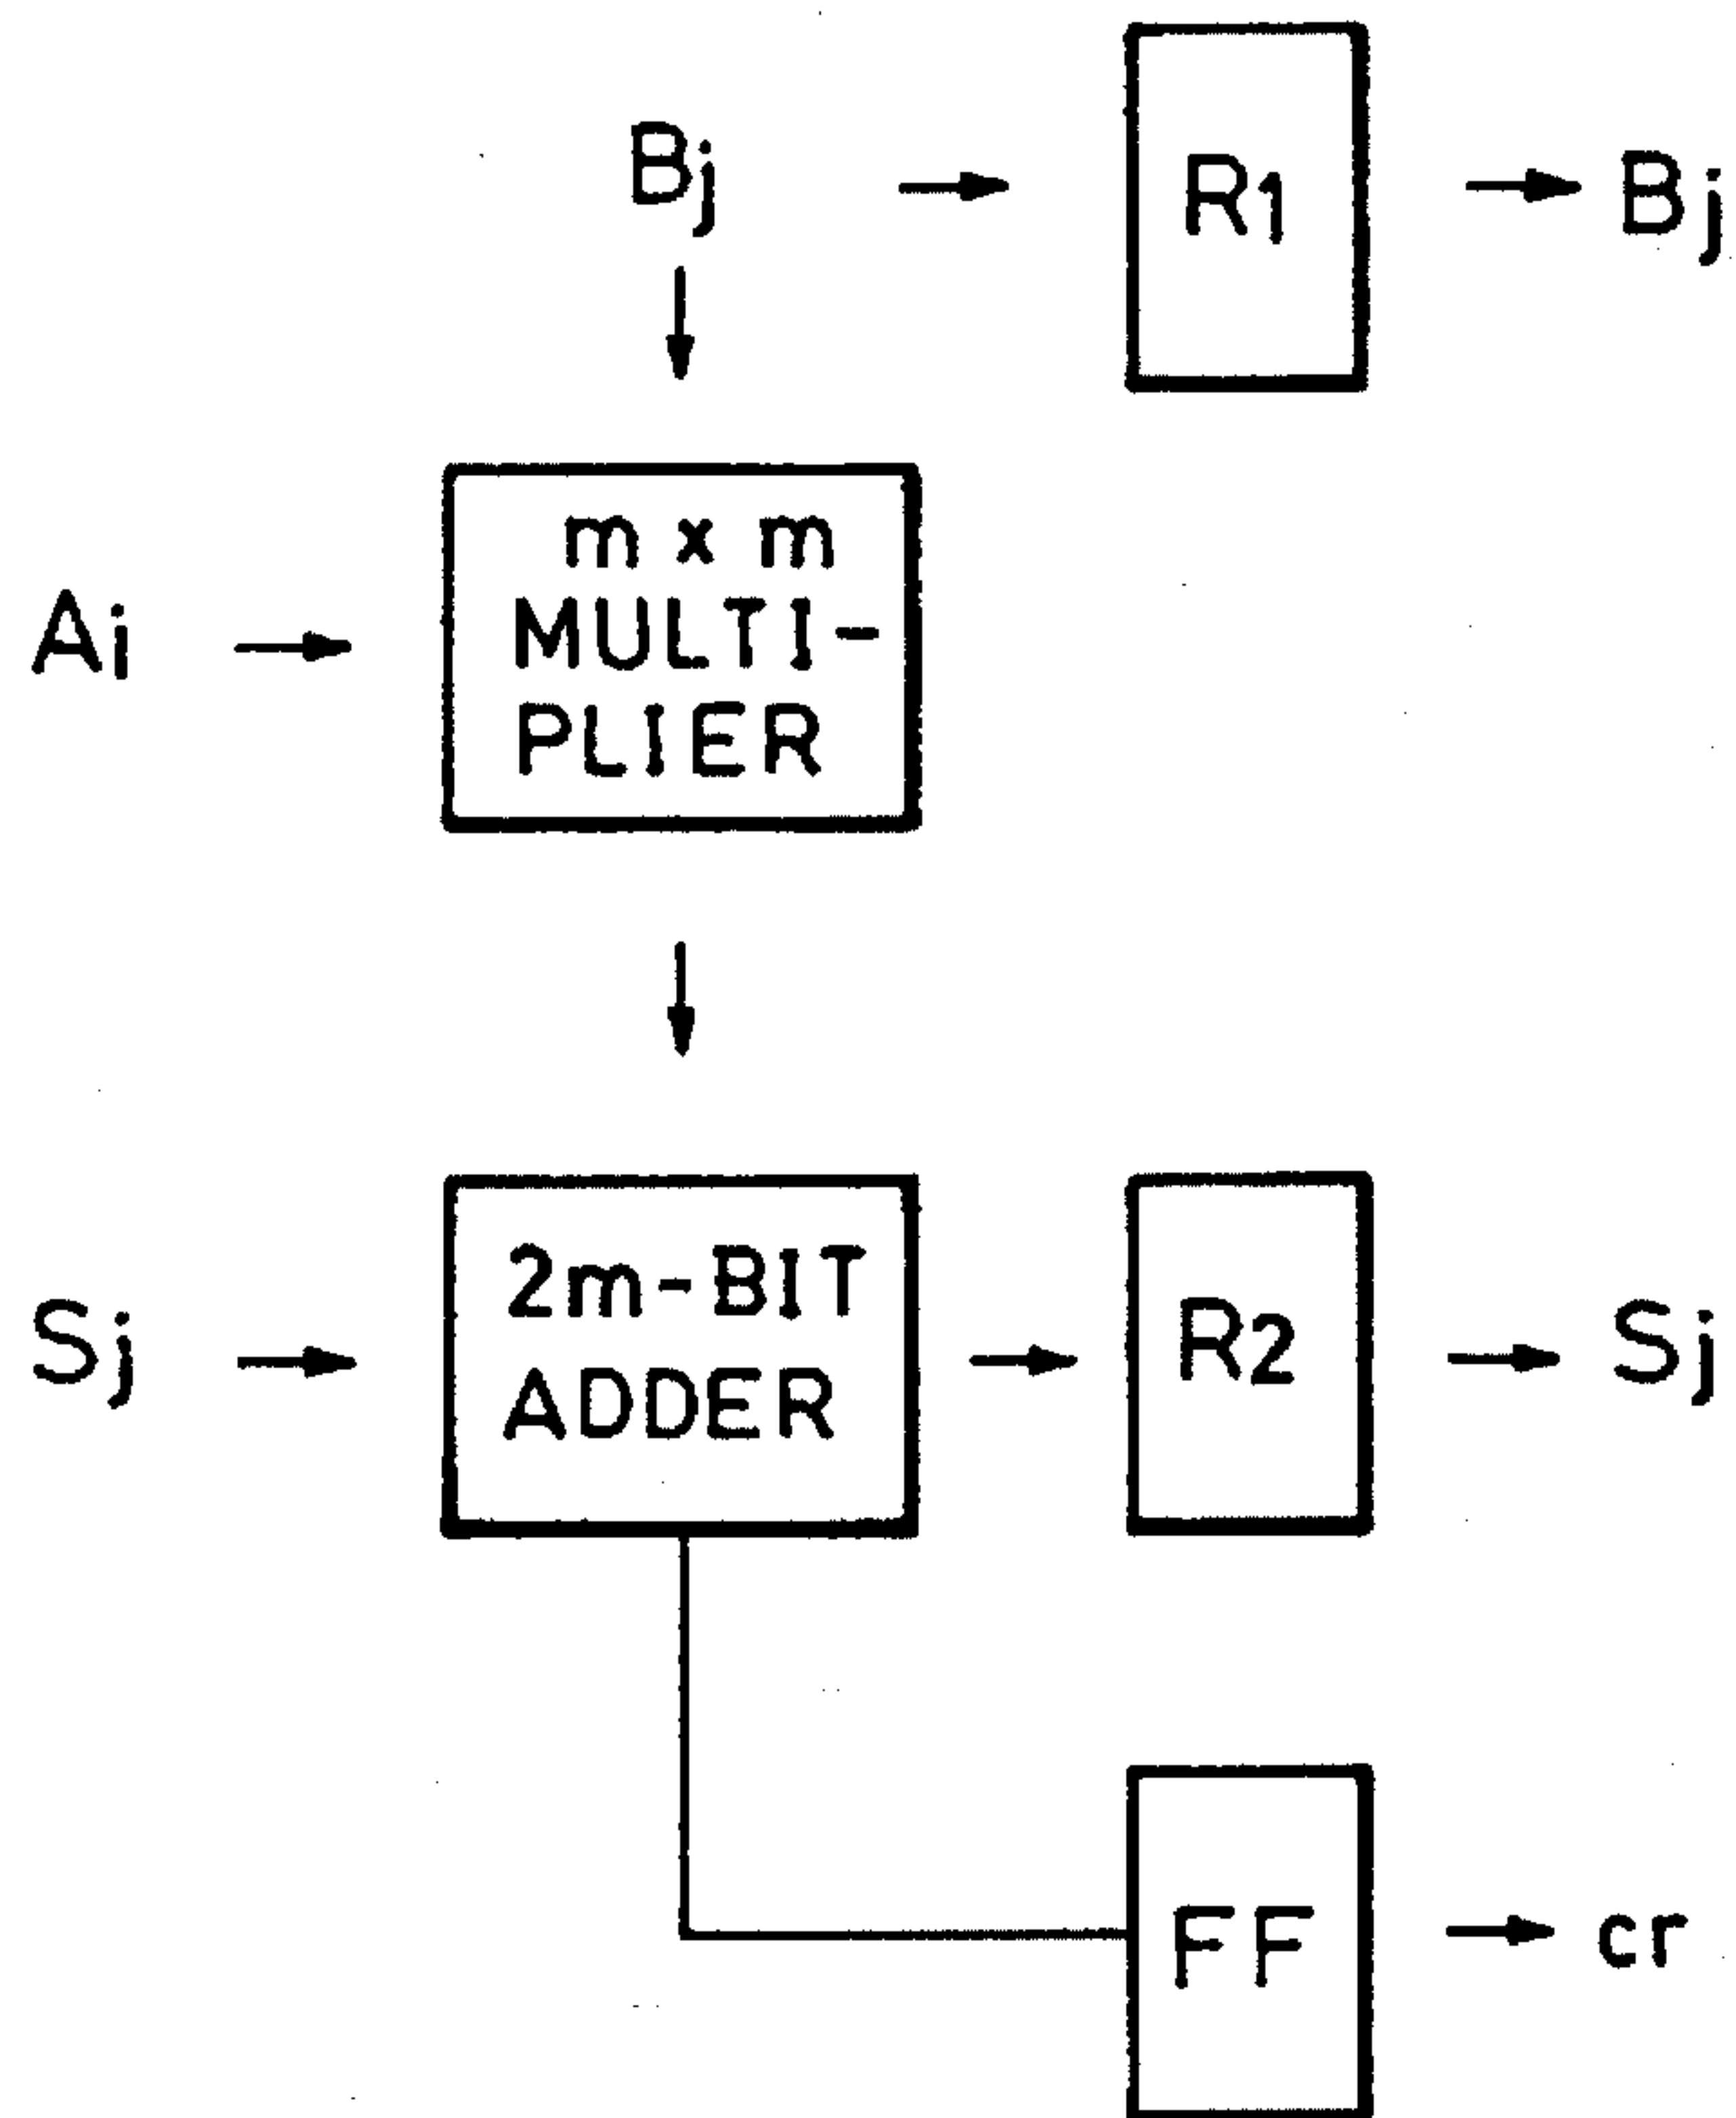 Bj
R1
Bj
Ai
m x m
MULTI-
PLIER
Sj
2m-BIT
ADDER
R2
Sj
FF
cr